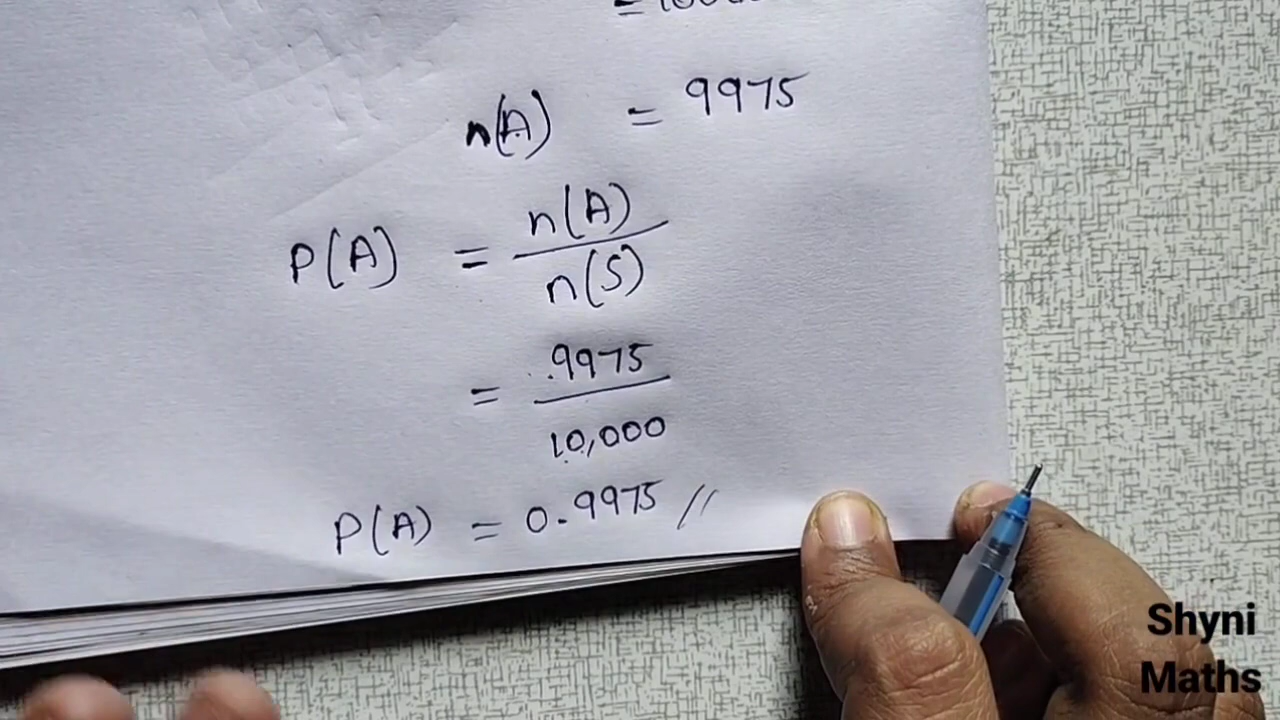 n(A) = 9975
P(A) = n(A)/n(S)
= 9975/10,000
P(A) = 0.9975 //
Shyni
Maths